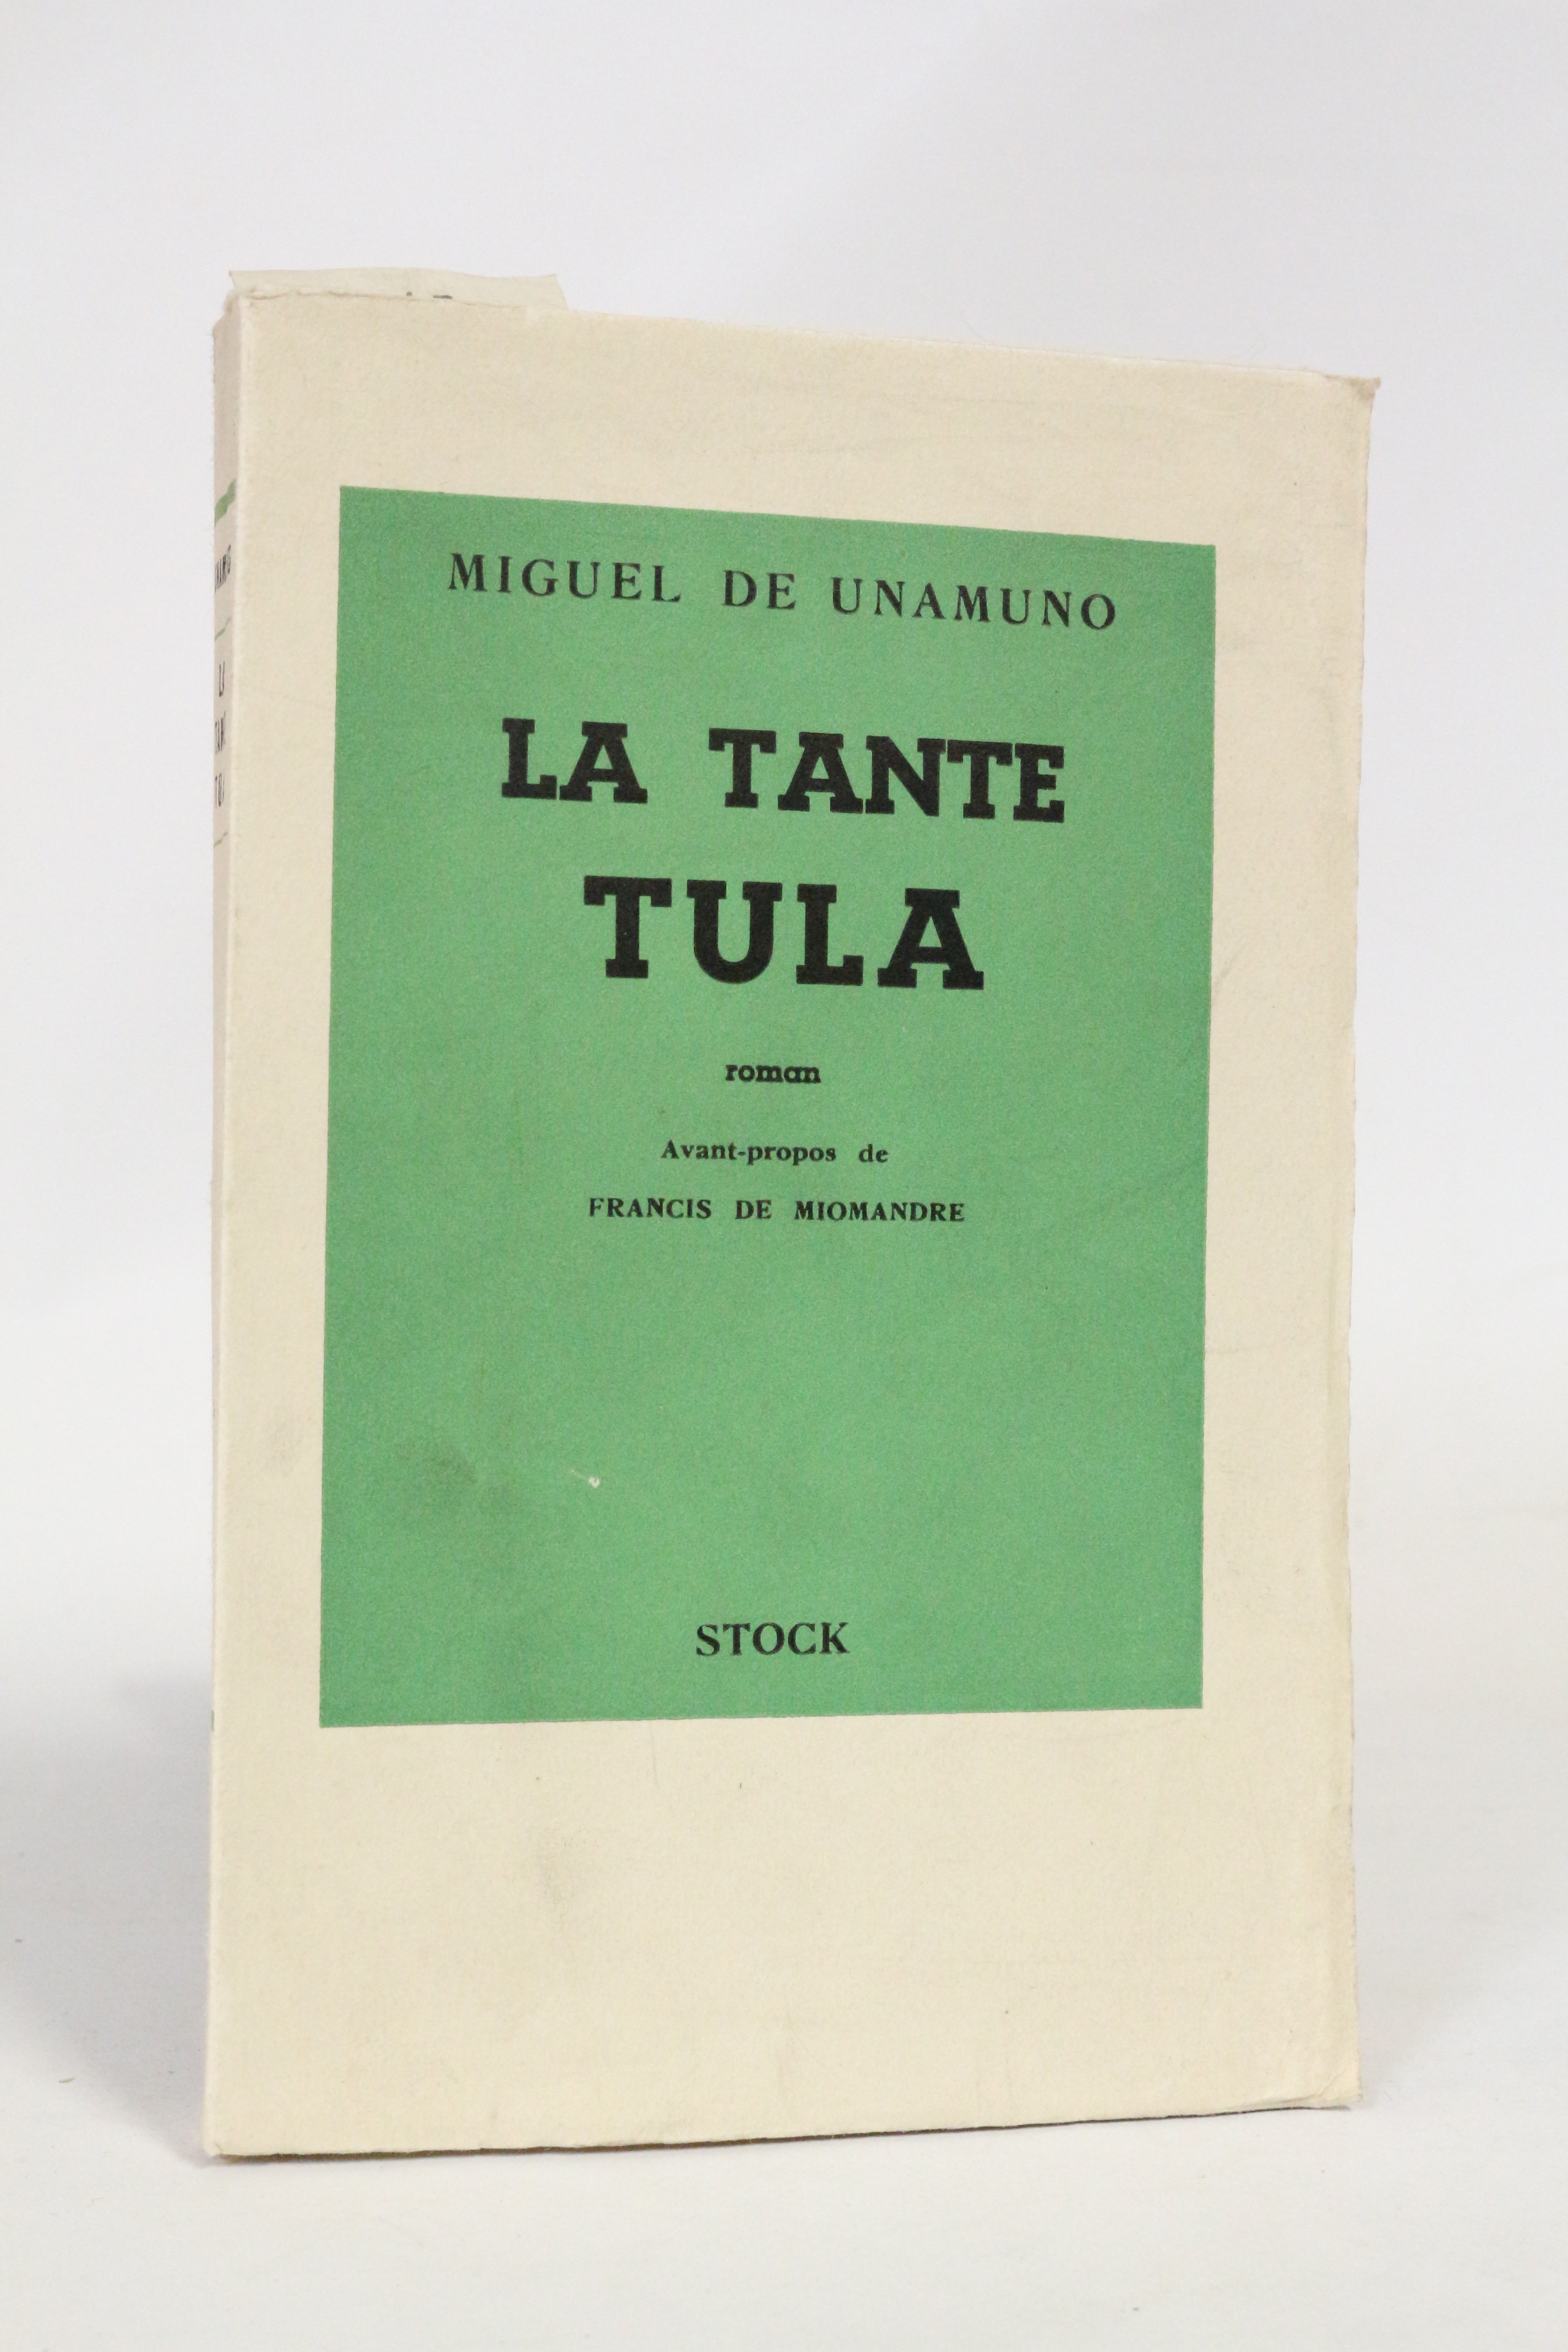 MIGUEL DE UNAMUNO
LA TANTE
TULA
roman
Avant-propos de
FRANCIS DE MIOMANDRE
STOCK